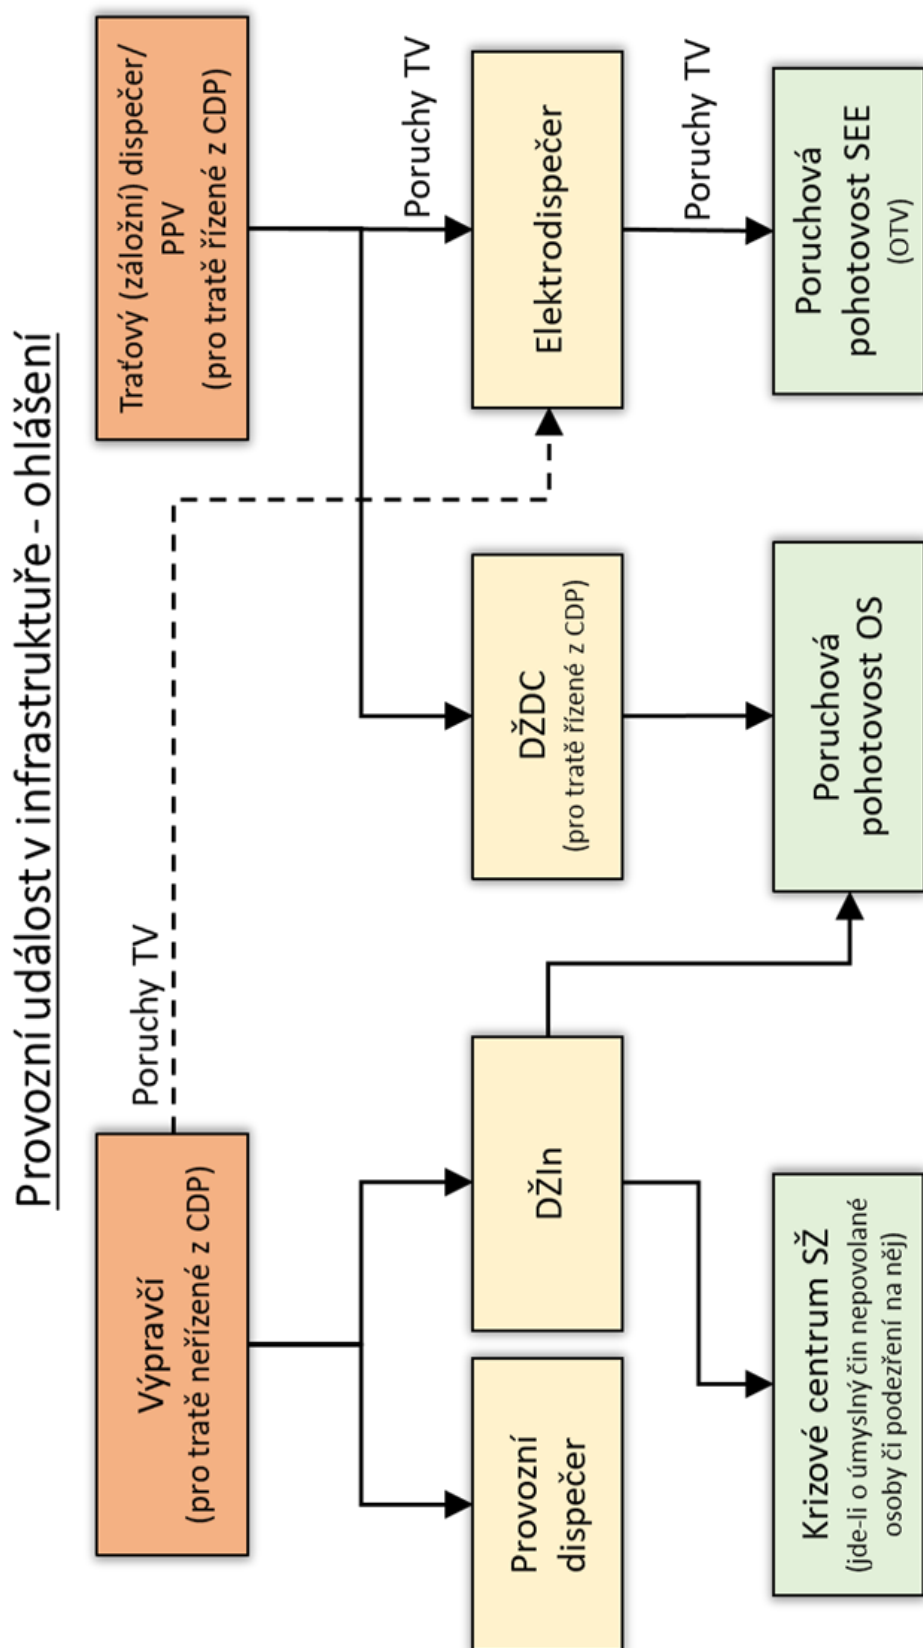 Provozní událost v infrastruktuře - ohlášení
Výpravčí
(pro tratě neřízené z CDP)
Poruchy TV
Traťový (záložní) dispečer/
PPV
(pro tratě řízené z CDP)
Poruchy TV
Provozní
dispečer
DŽIn
DŽDC
(pro tratě řízené z CDP)
Elektrodispečer
Poruchy TV
Krizové centrum SŽ
(jde-li o úmyslný čin nepovolané
osoby či podezření na něj)
Poruchová
pohotovost OS
Poruchová
pohotovost SEE
(OTV)